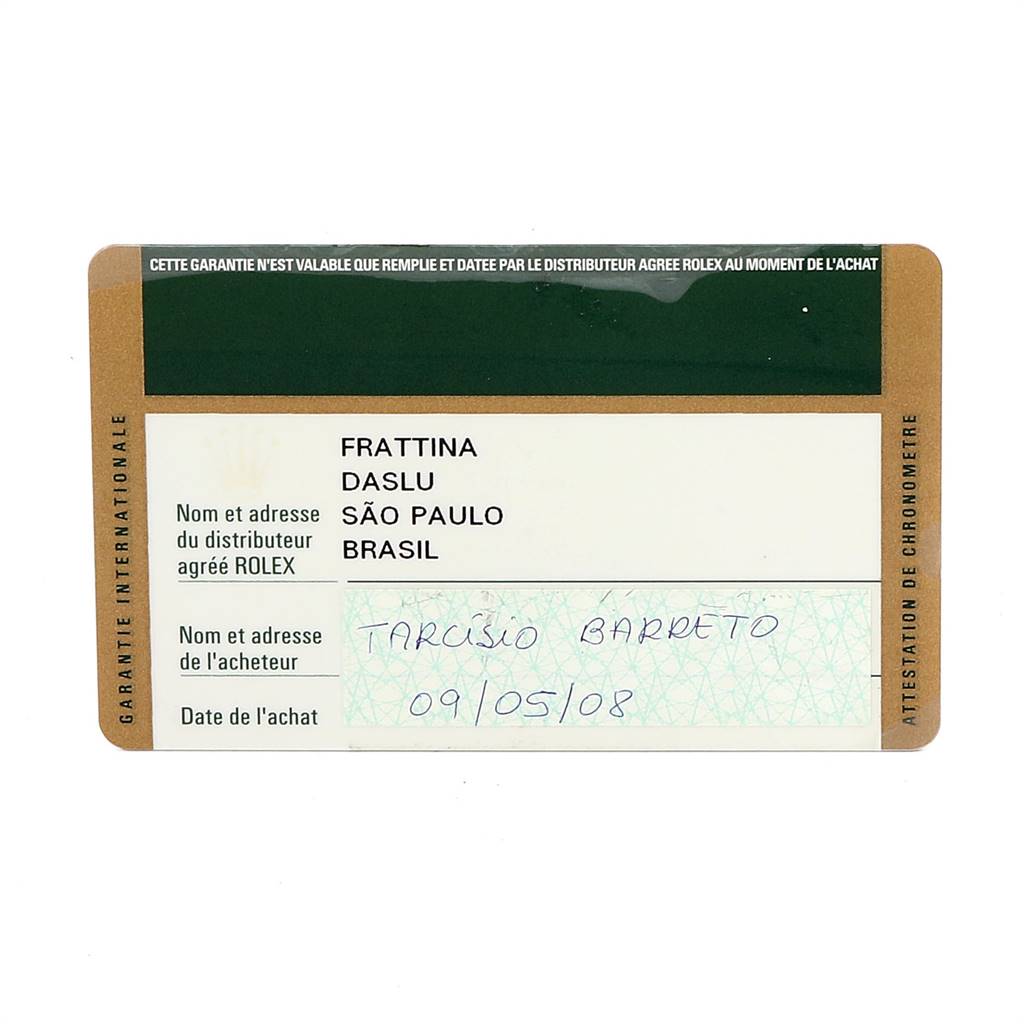 CETTE GARANTIE N'EST VALABLE QUE REMPLIE ET DATEE PAR LE DISTRIBUTEUR AGREE ROLEX AU MOMENT DE L'ACHAT
GARANTIE INTERNATIONALE
FRATTINA
DASLU
Nom et adresse SÃO PAULO
du distributeur BRASIL
agréé ROLEX
Nom et adresse TARCÍSIO BARRETO
de l'acheteur
Date de l'achat 09/05/08
ATTESTATION DE CHRONOMETRE